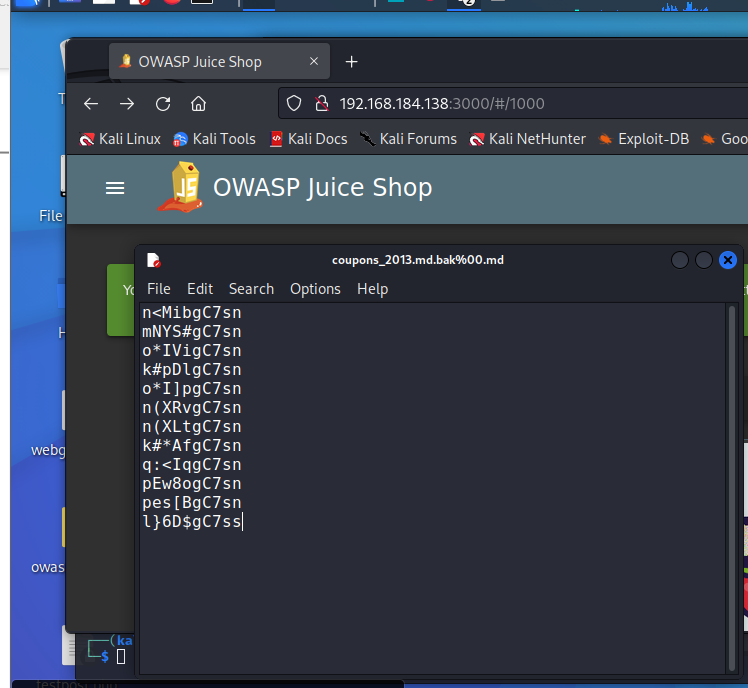 OWASP Juice Shop
192.168.184.138:3000/#/1000
Kali Linux Kali Tools Kali Docs Kali Forums Kali NetHunter Exploit-DB Goo
OWASP Juice Shop
File
coupons_2013.md.bak%00.md
File Edit Search Options Help
n<MibgC7sn
mNYS#gC7sn
o*IVigC7sn
k#pDlgC7sn
o*I]pgC7sn
n(XRvgC7sn
n(XLtgC7sn
k#*AfgC7sn
q:<IqgC7sn
pEw8ogC7sn
pes[BgC7sn
l}6D$gC7ss
webg
owas
(ka
$